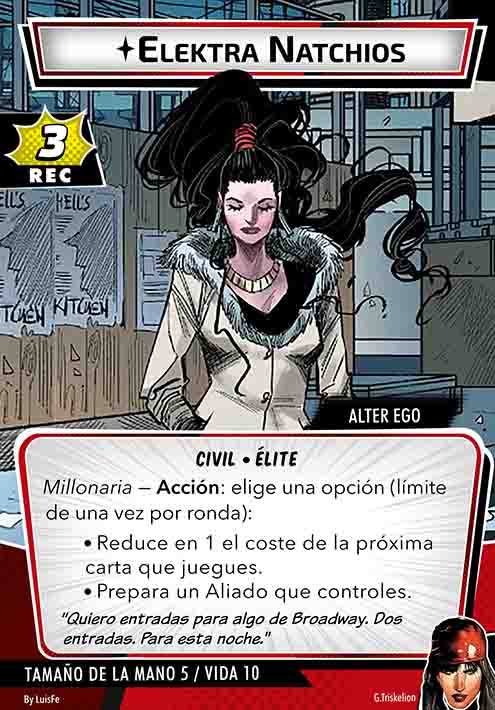 Elektra Natchios
3
REC
HELL'S
HELL'S
KITCHEN
KITCHEN
ALTER EGO
CIVIL • ÉLITE
Millonaria – Acción: elige una opción (límite
de una vez por ronda):
• Reduce en 1 el coste de la próxima
carta que juegues.
• Prepara un Aliado que controles.
"Quiero entradas para algo de Broadway. Dos
entradas. Para esta noche."
TAMAÑO DE LA MANO 5 / VIDA 10
By LuisFe
G.Triskelion